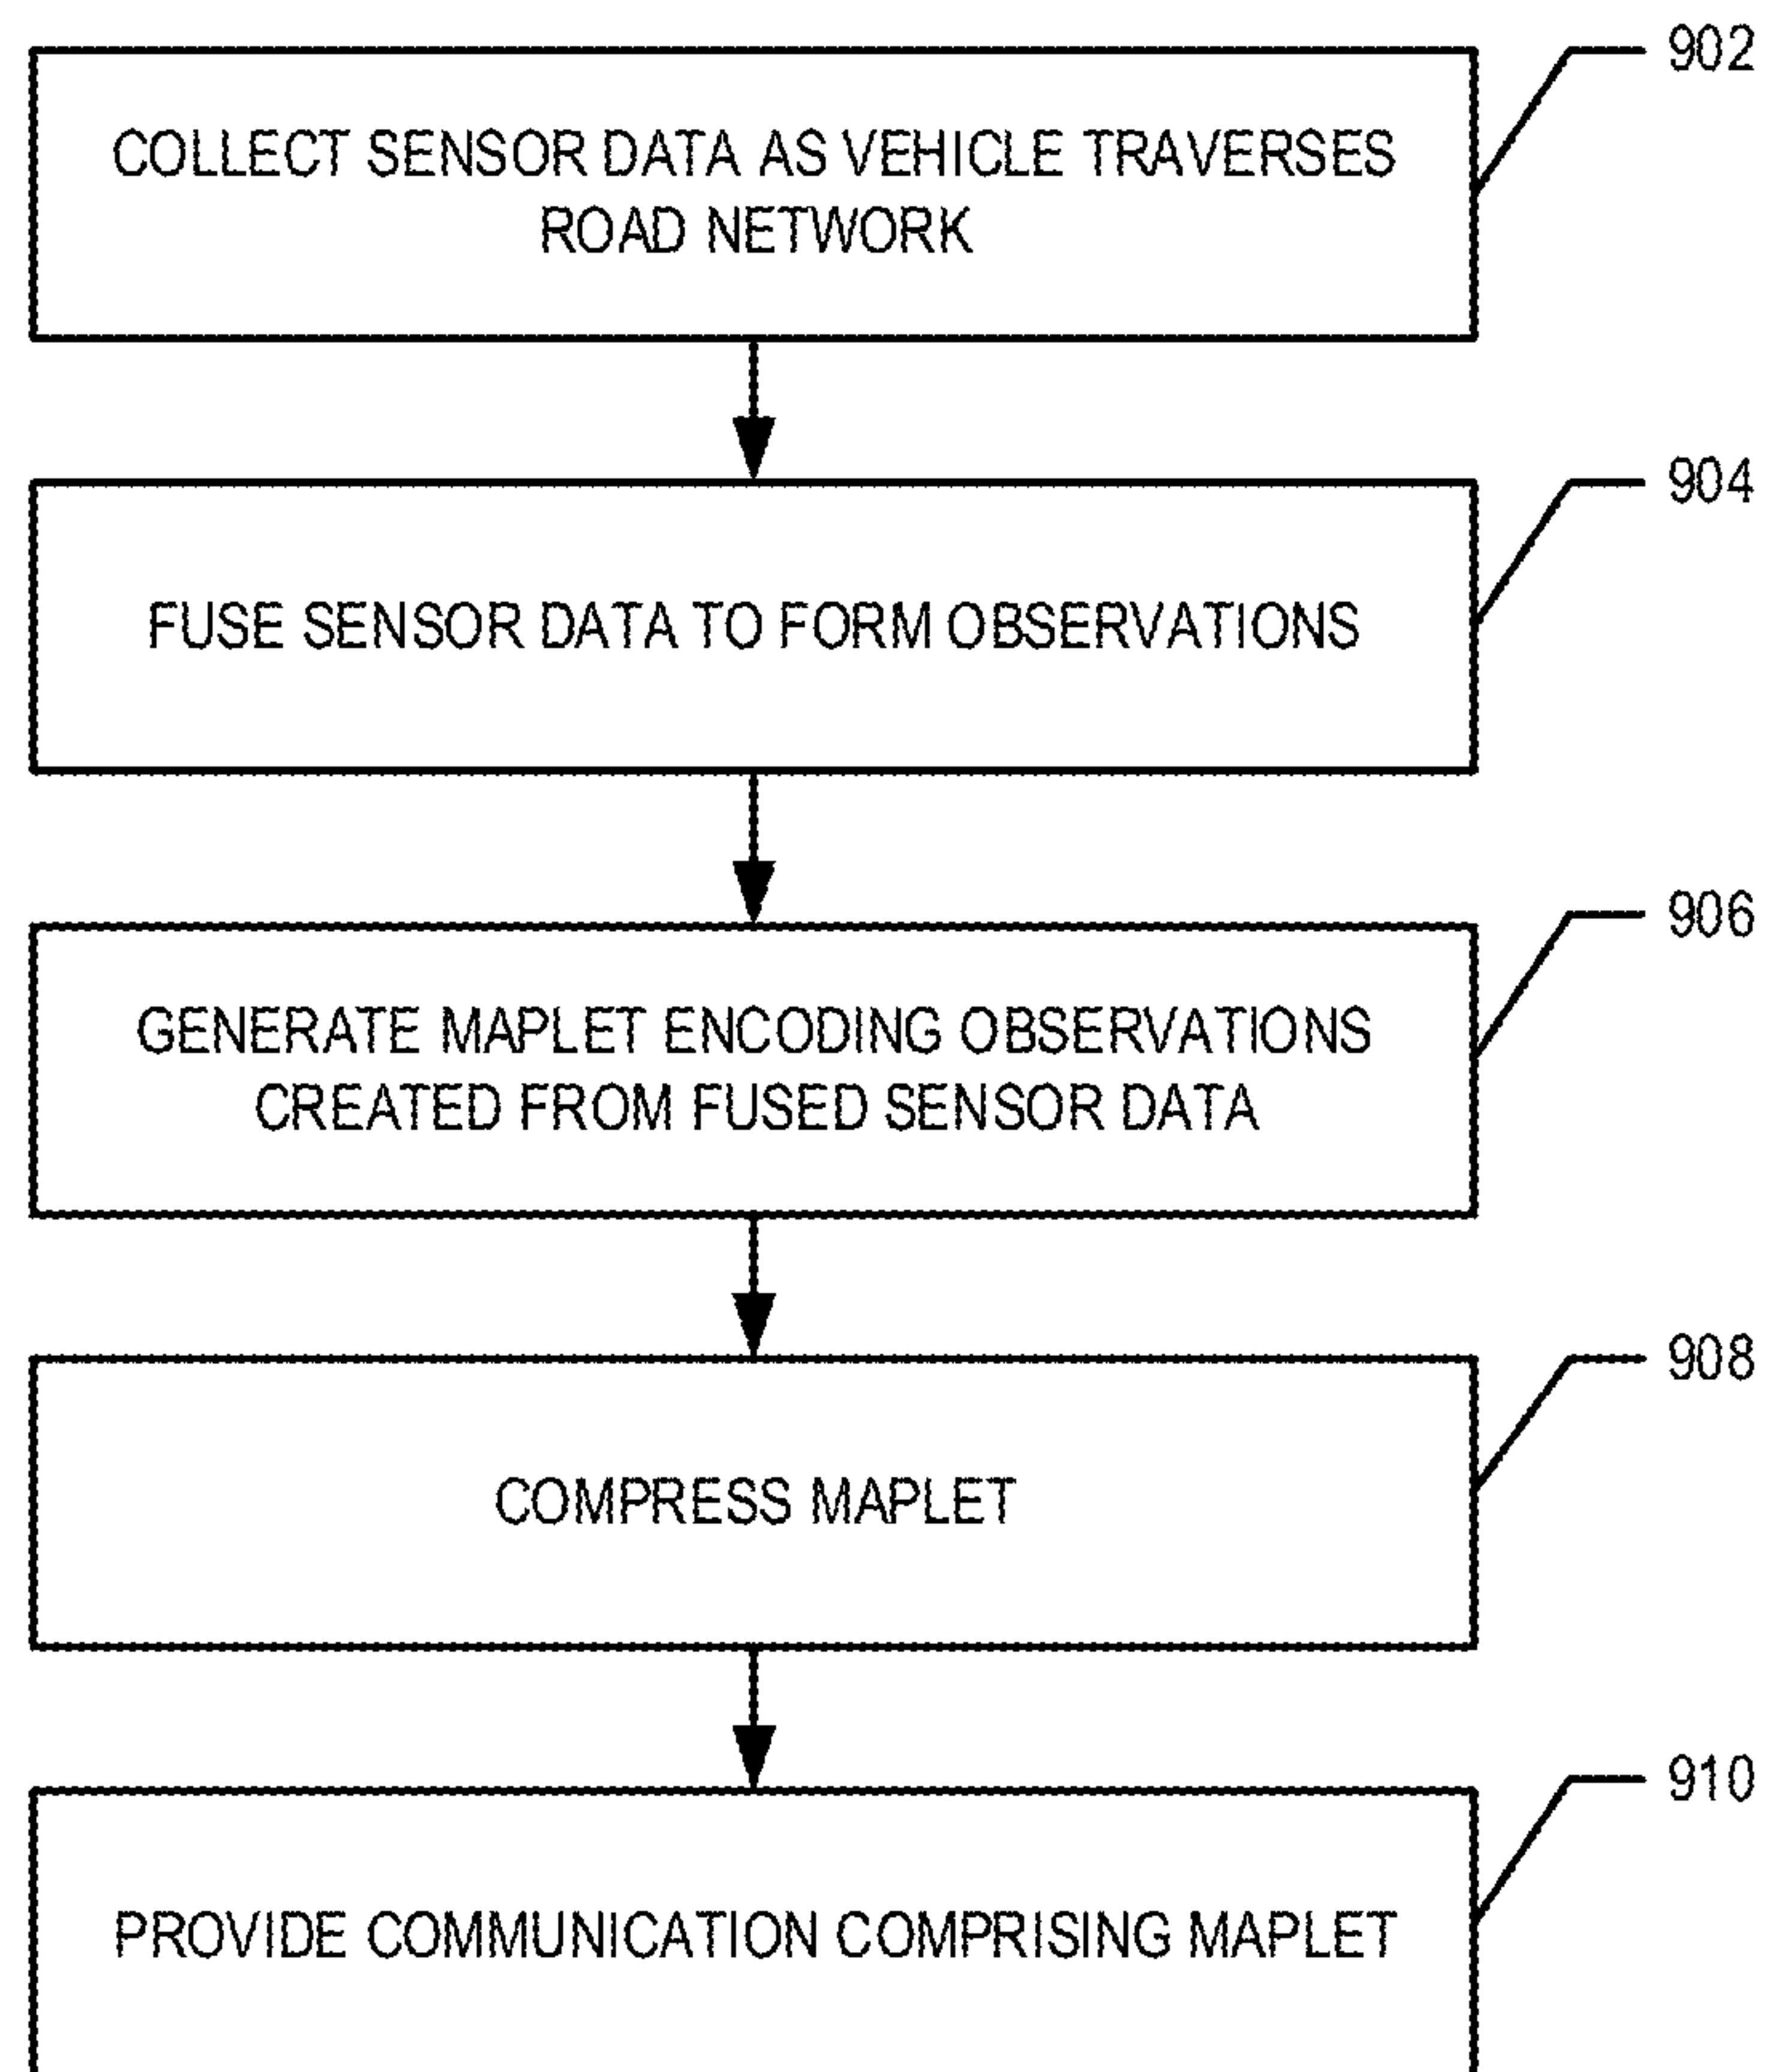 902
COLLECT SENSOR DATA AS VEHICLE TRAVERSES
ROAD NETWORK
904
FUSE SENSOR DATA TO FORM OBSERVATIONS
906
GENERATE MAPLET ENCODING OBSERVATIONS
CREATED FROM FUSED SENSOR DATA
908
COMPRESS MAPLET
910
PROVIDE COMMUNICATION COMPRISING MAPLET